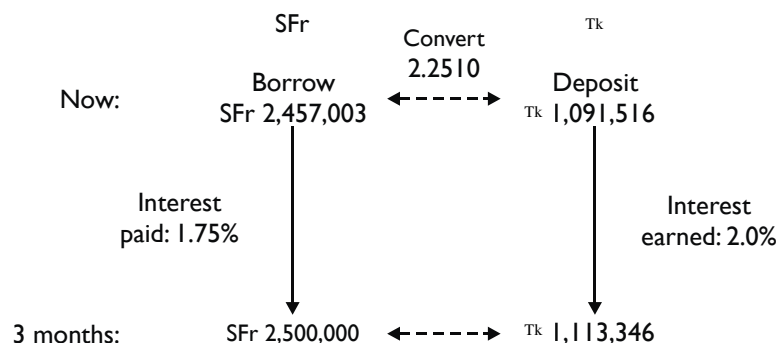 SFr
Convert
2.2510
Tk
Now:
Borrow
SFr 2,457,003
Deposit
Tk 1,091,516
Interest
paid: 1.75%
Interest
earned: 2.0%
3 months:
SFr 2,500,000
Tk 1,113,346